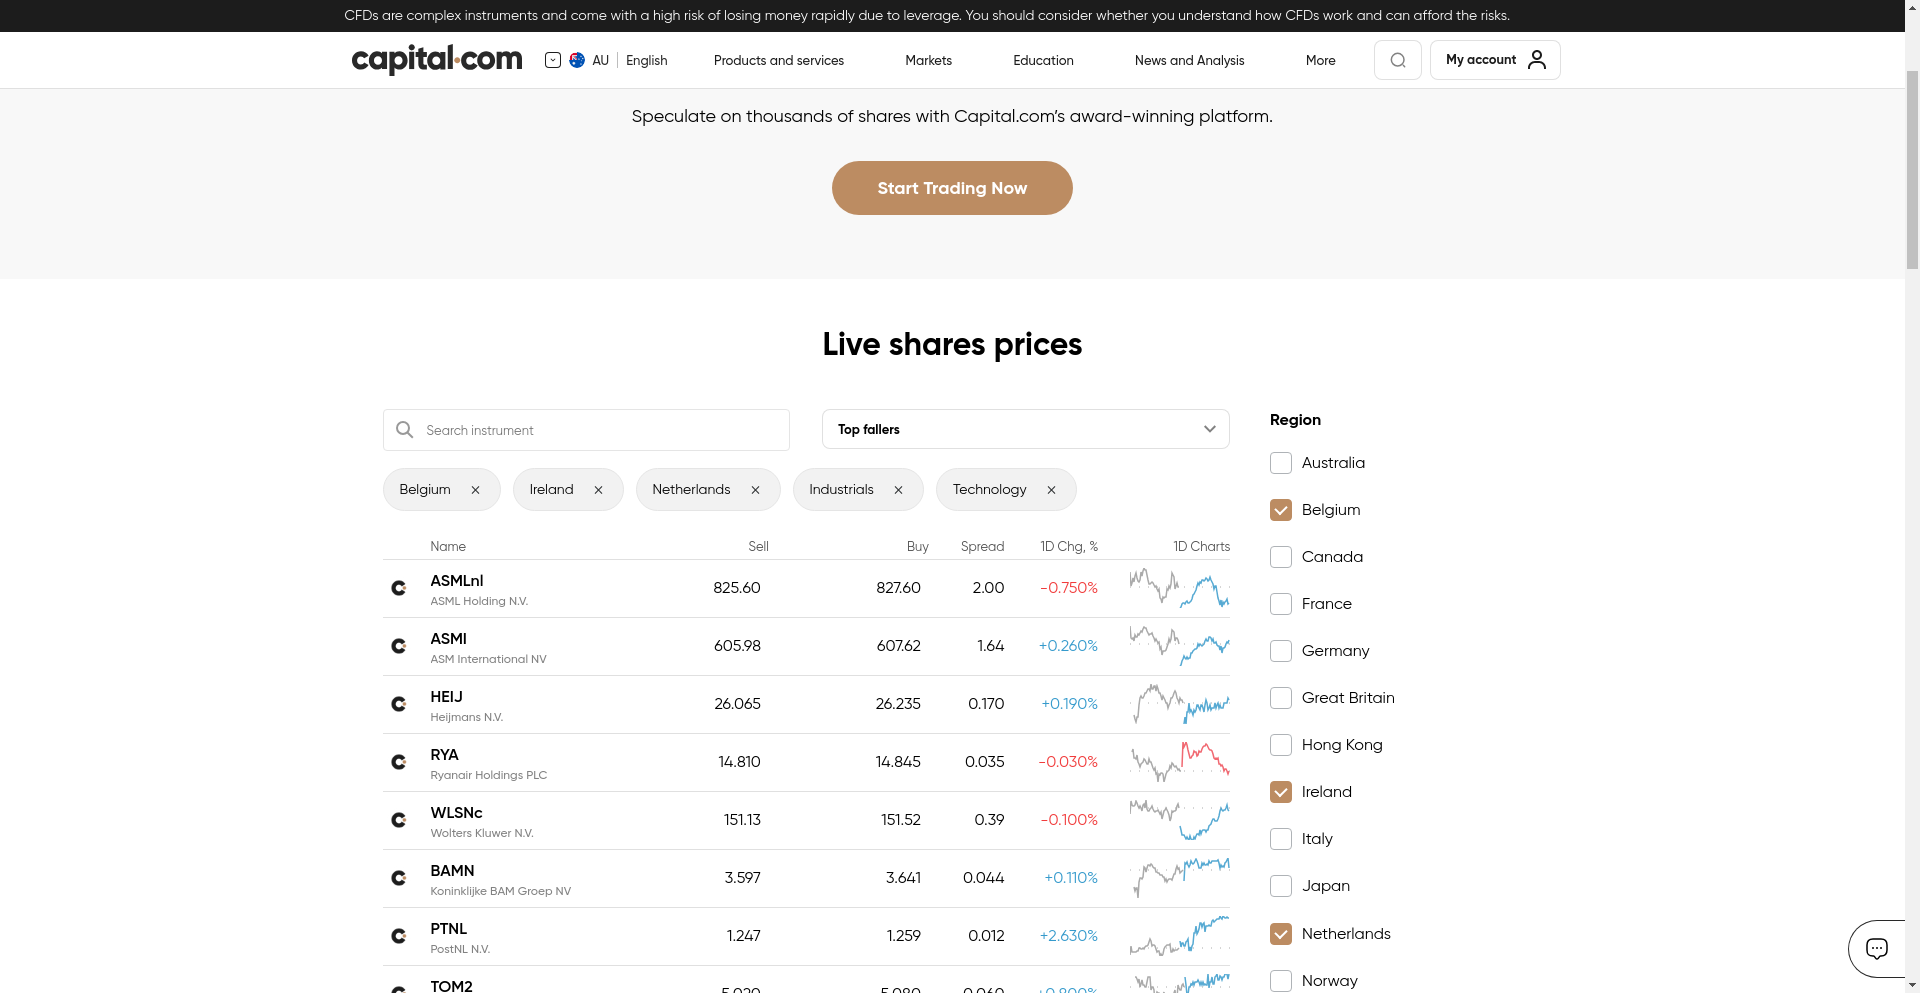 CFDs are complex instruments and come with a high risk of losing money rapidly due to leverage. You should consider whether you understand how CFDs work and can afford the risks.
capital.com AU English Products and services Markets Education News and Analysis More My account
Speculate on thousands of shares with Capital.com’s award-winning platform.
Start Trading Now
Live shares prices
Search instrument
Top fallers
Belgium Ireland Netherlands Industrials Technology
Name Sell Buy Spread 1D Chg, % 1D Charts
ASMLnl 825.60 827.60 2.00 -0.750%
ASML Holding N.V.
ASMI 605.98 607.62 1.64 +0.260%
ASM International NV
HEIJ 26.065 26.235 0.170 +0.190%
Heijmans N.V.
RYA 14.810 14.845 0.035 -0.030%
Ryanair Holdings PLC
WLSNc 151.13 151.52 0.39 -0.100%
Wolters Kluwer N.V.
BAMN 3.597 3.641 0.044 +0.110%
Koninklijke BAM Groep NV
PTNL 1.247 1.259 0.012 +2.630%
PostNL N.V.
TOM2 5.020 5.080 0.060 +0.800%
Region
Australia
Belgium
Canada
France
Germany
Great Britain
Hong Kong
Ireland
Italy
Japan
Netherlands
Norway